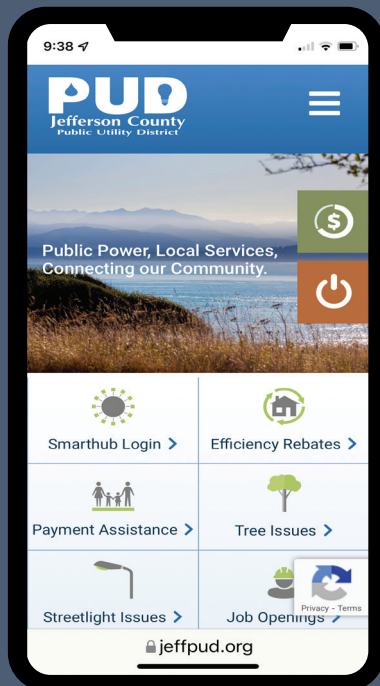 9:38
PUD
Jefferson County
Public Utility District
Public Power, Local Services,
Connecting our Community.
$
Smarthub Login >
Efficiency Rebates >
Payment Assistance >
Tree Issues >
Streetlight Issues >
Job Openings >
Privacy - Terms
jeffpud.org